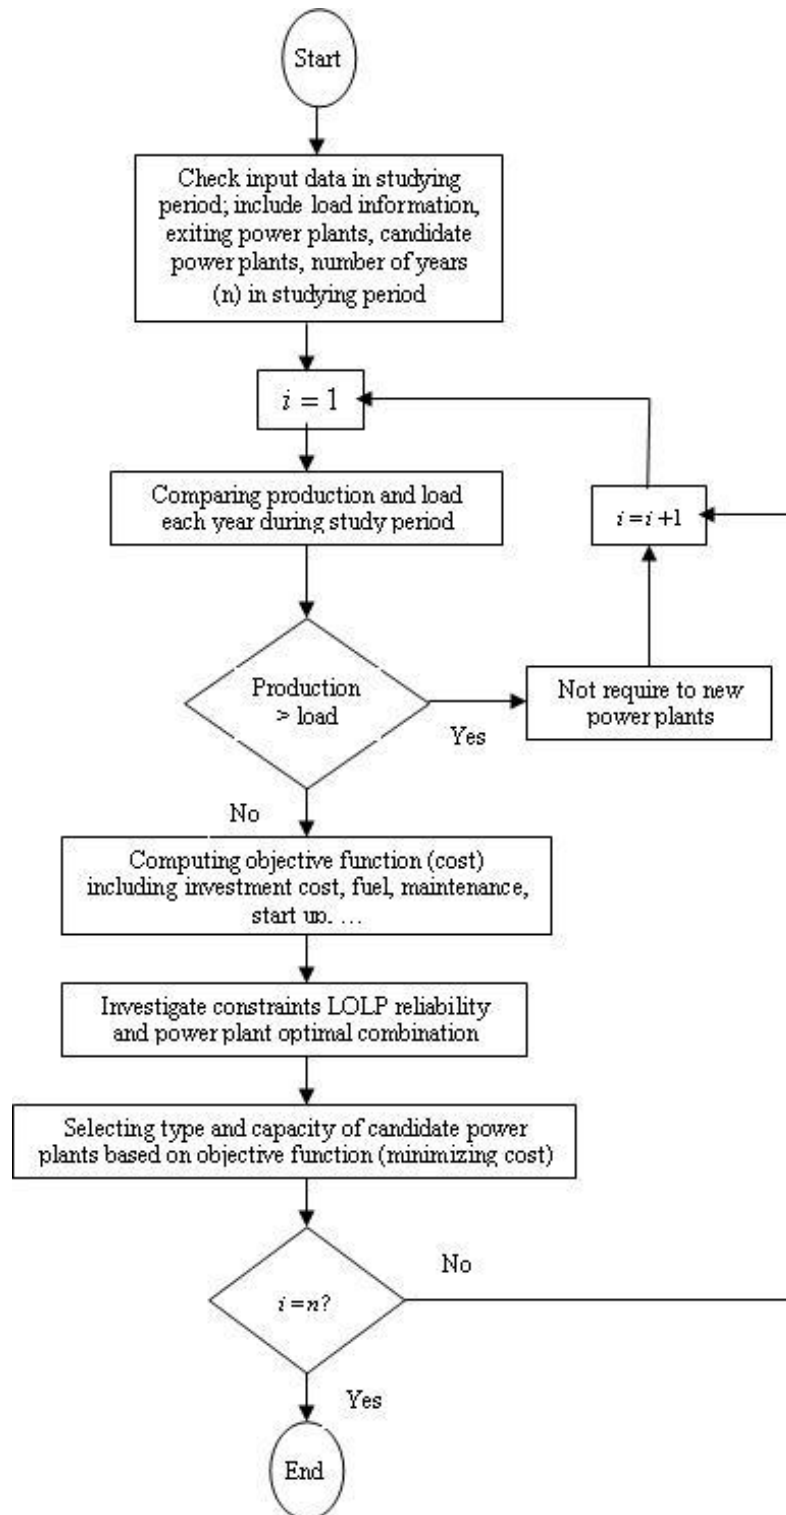 Start
Check input data in studying
period; include load information,
exiting power plants, candidate
power plants, number of years
(n) in studying period
i = 1
Comparing production and load
each year during study period
i = i +1
Production
> load
Yes
Not require to new
power plants
No
Computing objective function (cost)
including investment cost, fuel, maintenance,
start up. …
Investigate constraints LOLP reliability
and power plant optimal combination
Selecting type and capacity of candidate power
plants based on objective function (minimizing cost)
No
i = n?
Yes
End